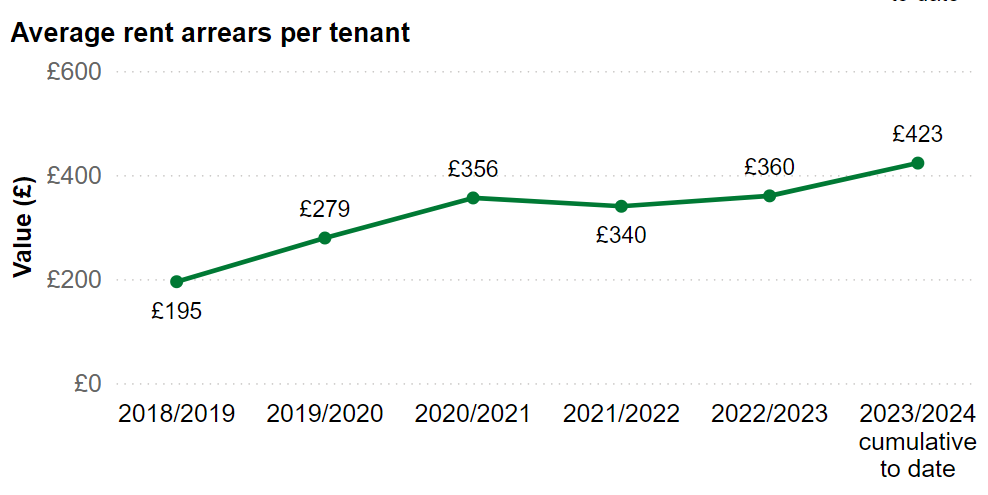 Average rent arrears per tenant
£600
£423
£356
£360
£400
£279
£340
Value (£)
£200
£195
£0
2018/2019 2019/2020 2020/2021 2021/2022 2022/2023 2023/2024
cumulative
to date